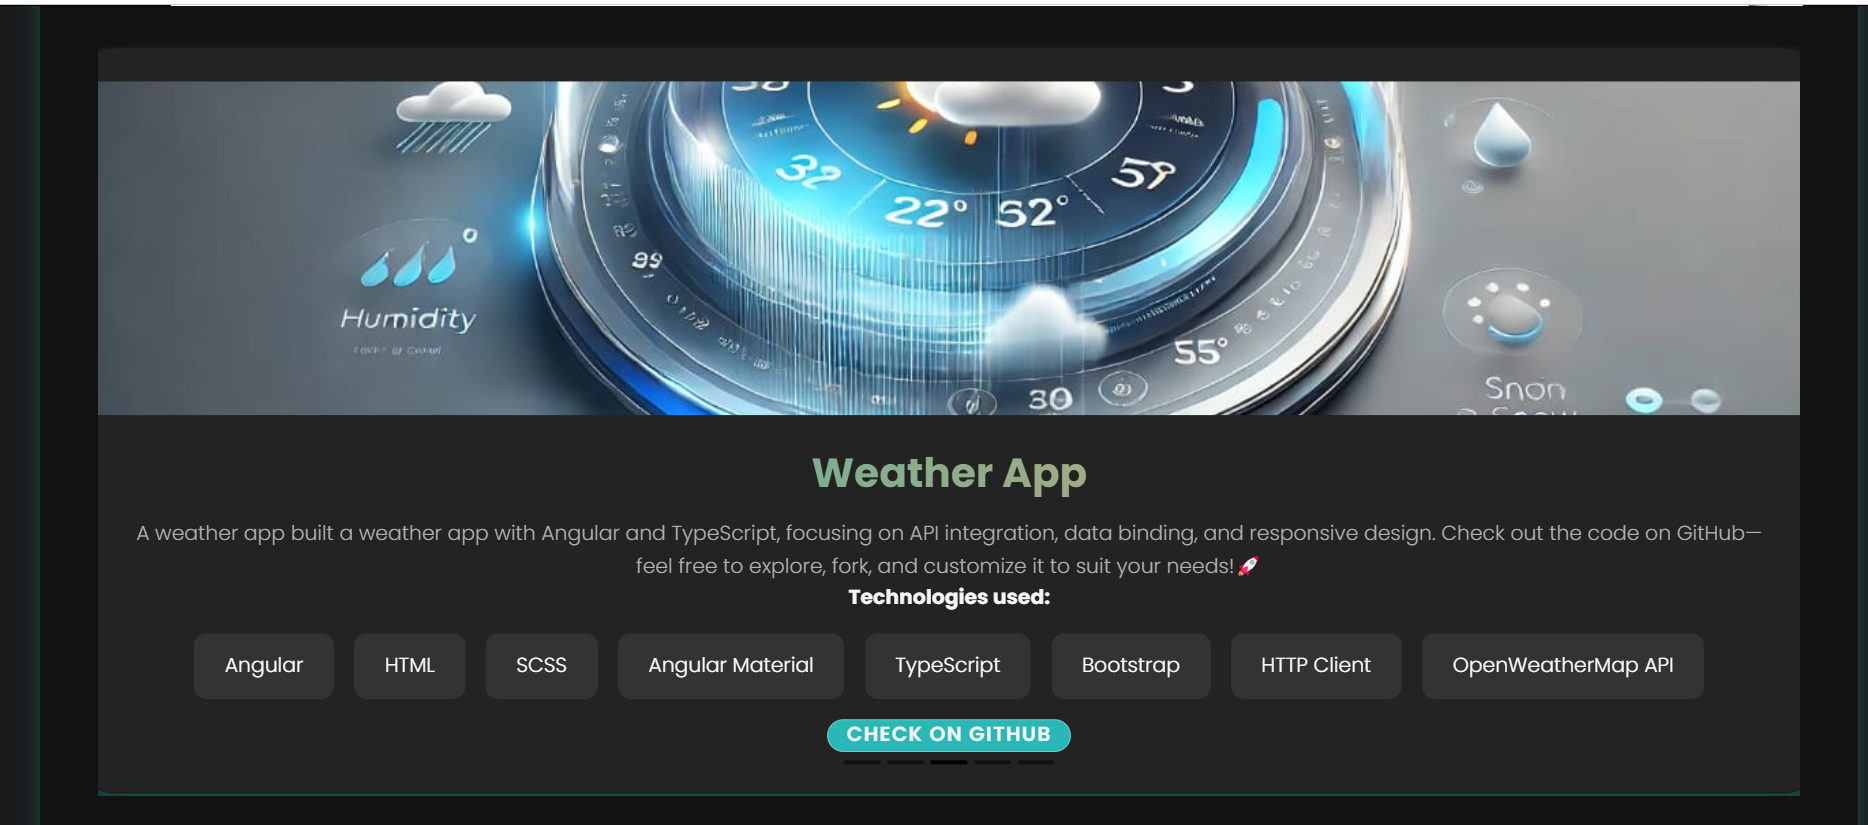 32
59
22° 52°
99
Humidity
55°
30
Snon
Weather App
A weather app built a weather app with Angular and TypeScript, focusing on API integration, data binding, and responsive design. Check out the code on GitHub—
feel free to explore, fork, and customize it to suit your needs!🚀
Technologies used:
Angular HTML SCSS Angular Material TypeScript Bootstrap HTTP Client OpenWeatherMap API
CHECK ON GITHUB